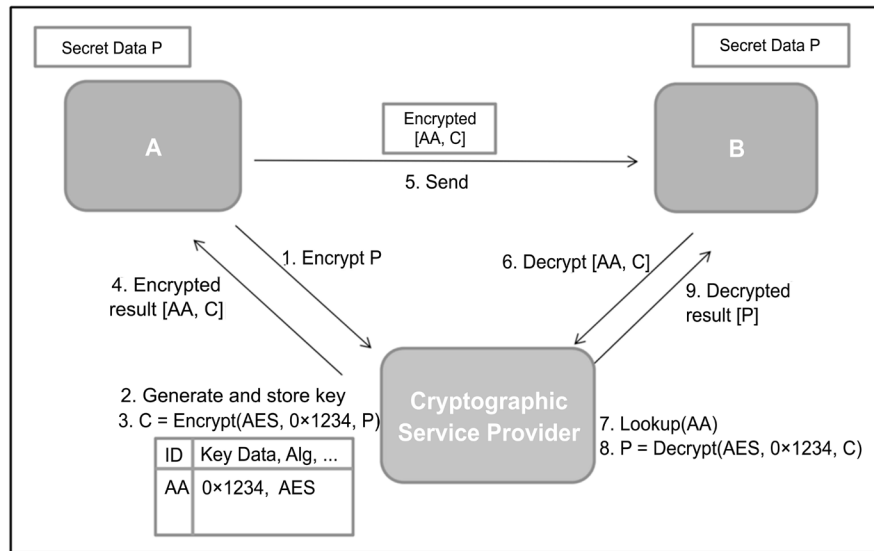 Secret Data P
Secret Data P
A
Encrypted
[AA, C]
B
5. Send
1. Encrypt P
6. Decrypt [AA, C]
4. Encrypted
result [AA, C]
9. Decrypted
result [P]
2. Generate and store key
3. C = Encrypt(AES, 0×1234, P)
Cryptographic
Service Provider
7. Lookup(AA)
8. P = Decrypt(AES, 0×1234, C)
ID Key Data, Alg, ...
AA 0×1234, AES